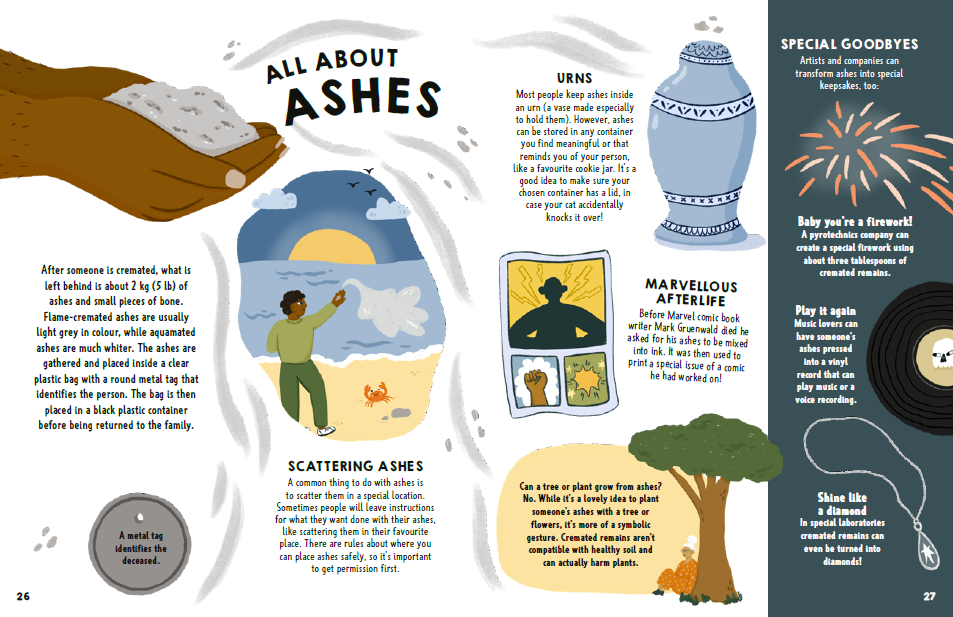 ALL ABOUT
ASHES
After someone is cremated, what is
left behind is about 2 kg (5 lb) of
ashes and small pieces of bone.
Flame-cremated ashes are usually
light grey in colour, while aquamated
ashes are much whiter. The ashes are
gathered and placed inside a clear
plastic bag with a round metal tag that
identifies the person. The bag is then
placed in a black plastic container
before being returned to the family.
A metal tag
identifies the
deceased.
SCATTERING ASHES
A common thing to do with ashes is
to scatter them in a special location.
Sometimes people will leave instructions
for what they want done with their ashes,
like scattering them in their favourite
place. There are rules about where you
can place ashes safely, so it's important
to get permission first.
26
URNS
Most people keep ashes inside
an urn (a vase made especially
to hold them). However, ashes
can be stored in any container
you find meaningful or that
reminds you of your person,
like a favourite cookie jar. It's a
good idea to make sure your
chosen container has a lid, in
case your cat accidentally
knocks it over!
MARVELLOUS
AFTERLIFE
Before Marvel comic book
writer Mark Gruenwald died he
asked for his ashes to be mixed
into ink. It was then used to
print a special issue of a comic
he had worked on!
Can a tree or plant grow from ashes?
No. While it's a lovely idea to plant
someone's ashes with a tree or
flowers, it's more of a symbolic
gesture. Cremated remains aren't
compatible with healthy soil and
can actually harm plants.
SPECIAL GOODBYES
Artists and companies can
transform ashes into special
keepsakes, too:
Baby you're a firework!
A pyrotechnics company can
create a special firework using
about three tablespoons of
cremated remains.
Play it again
Music lovers can
have someone's
ashes pressed
into a vinyl
record that can
play music or a
voice recording.
Shine like
a diamond
In special laboratories
cremated remains can
even be turned into
diamonds!
27